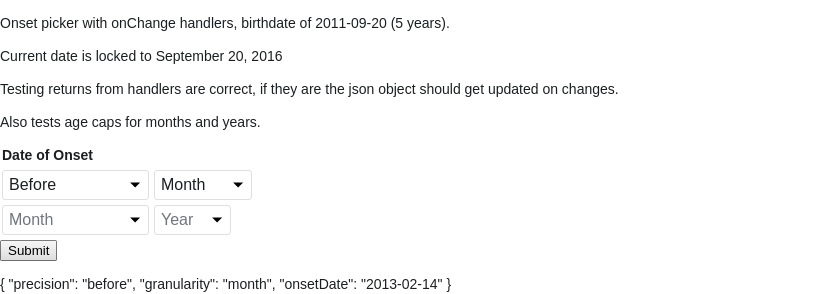 Onset picker with onChange handlers, birthdate of 2011-09-20 (5 years).
Current date is locked to September 20, 2016
Testing returns from handlers are correct, if they are the json object should get updated on changes.
Also tests age caps for months and years.
Date of Onset
Before Month
Month Year
Submit
{ "precision": "before", "granularity": "month", "onsetDate": "2013-02-14" }